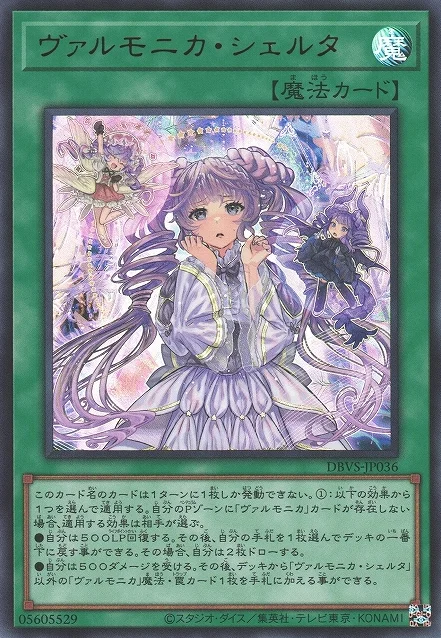 ヴァルモニカ・シェルタ
魔
【魔法カード】
DBVS-JP036
このカード名のカードは1ターンに1枚しか発動できない。①：以下の効果から
1つを選んで適用する。自分のPゾーンに「ヴァルモニカ」カードが存在しない
場合、適用する効果は相手が選ぶ。
●自分は500LP回復する。その後、自分の手札を1枚選んでデッキの一番
下に戻す事ができる。その場合、自分は2枚ドローする。
●自分は500ダメージを受ける。その後、デッキから「ヴァルモニカ・シェルタ」
以外の「ヴァルモニカ」魔法・罠カード1枚を手札に加える事ができる。
05605529
©スタジオ・ダイス／集英社・テレビ東京・KONAMI